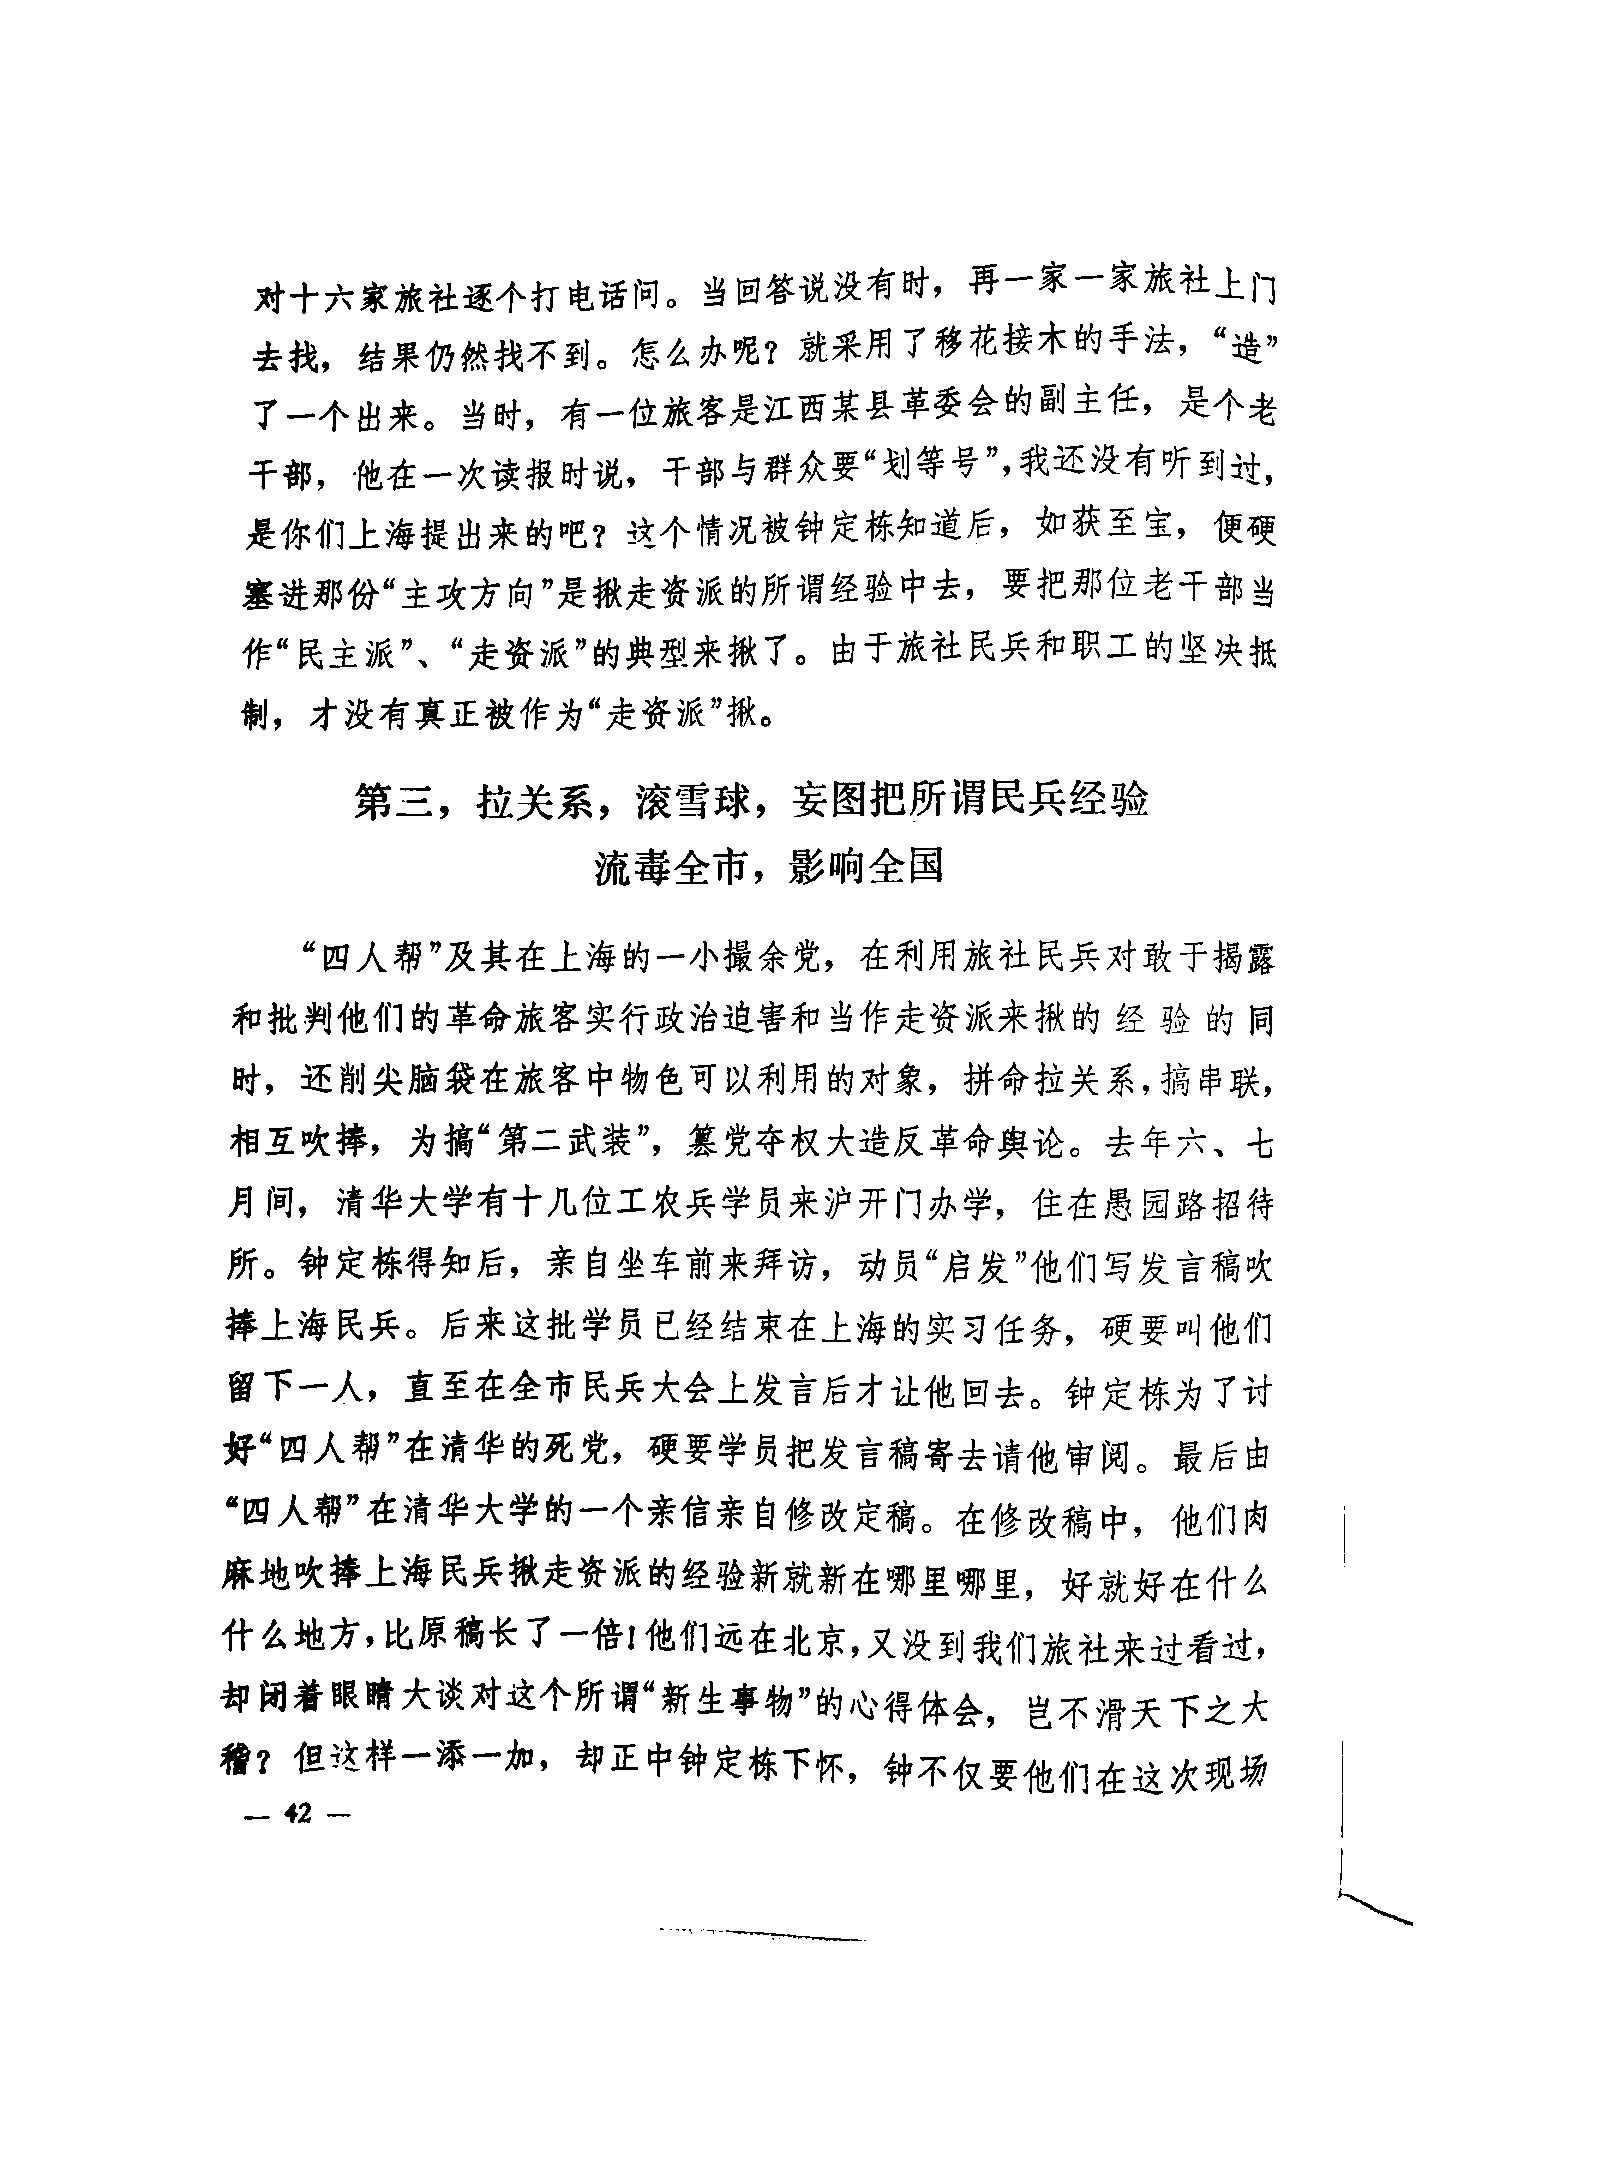 对十六家旅社逐个打电话问。当回答说没有时，再一家一家旅社上门
去找，结果仍然找不到。怎么办呢？就采用了移花接木的手法，“造”
了一个出来。当时，有一位旅客是江西某县革委会的副主任，是个老
干部，他在一次读报时说，干部与群众要“划等号”，我还没有听到过，
是你们上海提出来的吧？这个情况被钟定栋知道后，如获至宝，便硬
塞进那份“主攻方向”是揪走资派的所谓经验中去，要把那位老干部当
作“民主派”、“走资派”的典型来揪了。由于旅社民兵和职工的坚决抵
制，才没有真正被作为“走资派”揪。
第三，拉关系，滚雪球，妄图把所谓民兵经验
流毒全市，影响全国
“四人帮”及其在上海的一小撮余党，在利用旅社民兵对敢于揭露
和批判他们的革命旅客实行政治迫害和当作走资派来揪的经验的同
时，还削尖脑袋在旅客中物色可以利用的对象，拼命拉关系，搞串联，
相互吹捧，为搞“第二武装”，篡党夺权大造反革命舆论。去年六、七
月间，清华大学有十几位工农兵学员来沪开门办学，住在愚园路招待
所。钟定栋得知后，亲自坐车前来拜访，动员“启发”他们写发言稿吹
捧上海民兵。后来这批学员已经结束在上海的实习任务，硬要叫他们
留下一人，直至在全市民兵大会上发言后才让他回去。钟定栋为了讨
好“四人帮”在清华的死党，硬要学员把发言稿寄去请他审阅。最后由
“四人帮”在清华大学的一个亲信亲自修改定稿。在修改稿中，他们肉
麻地吹捧上海民兵揪走资派的经验新就新在哪里哪里，好就好在什么
什么地方，比原稿长了一倍！他们远在北京，又没到我们旅社来过看过，
却闭着眼睛大谈对这个所谓“新生事物”的心得体会，岂不滑天下之大
稽？但这样一添一加，却正中钟定栋下怀，钟不仅要他们在这次现场
— 42 —